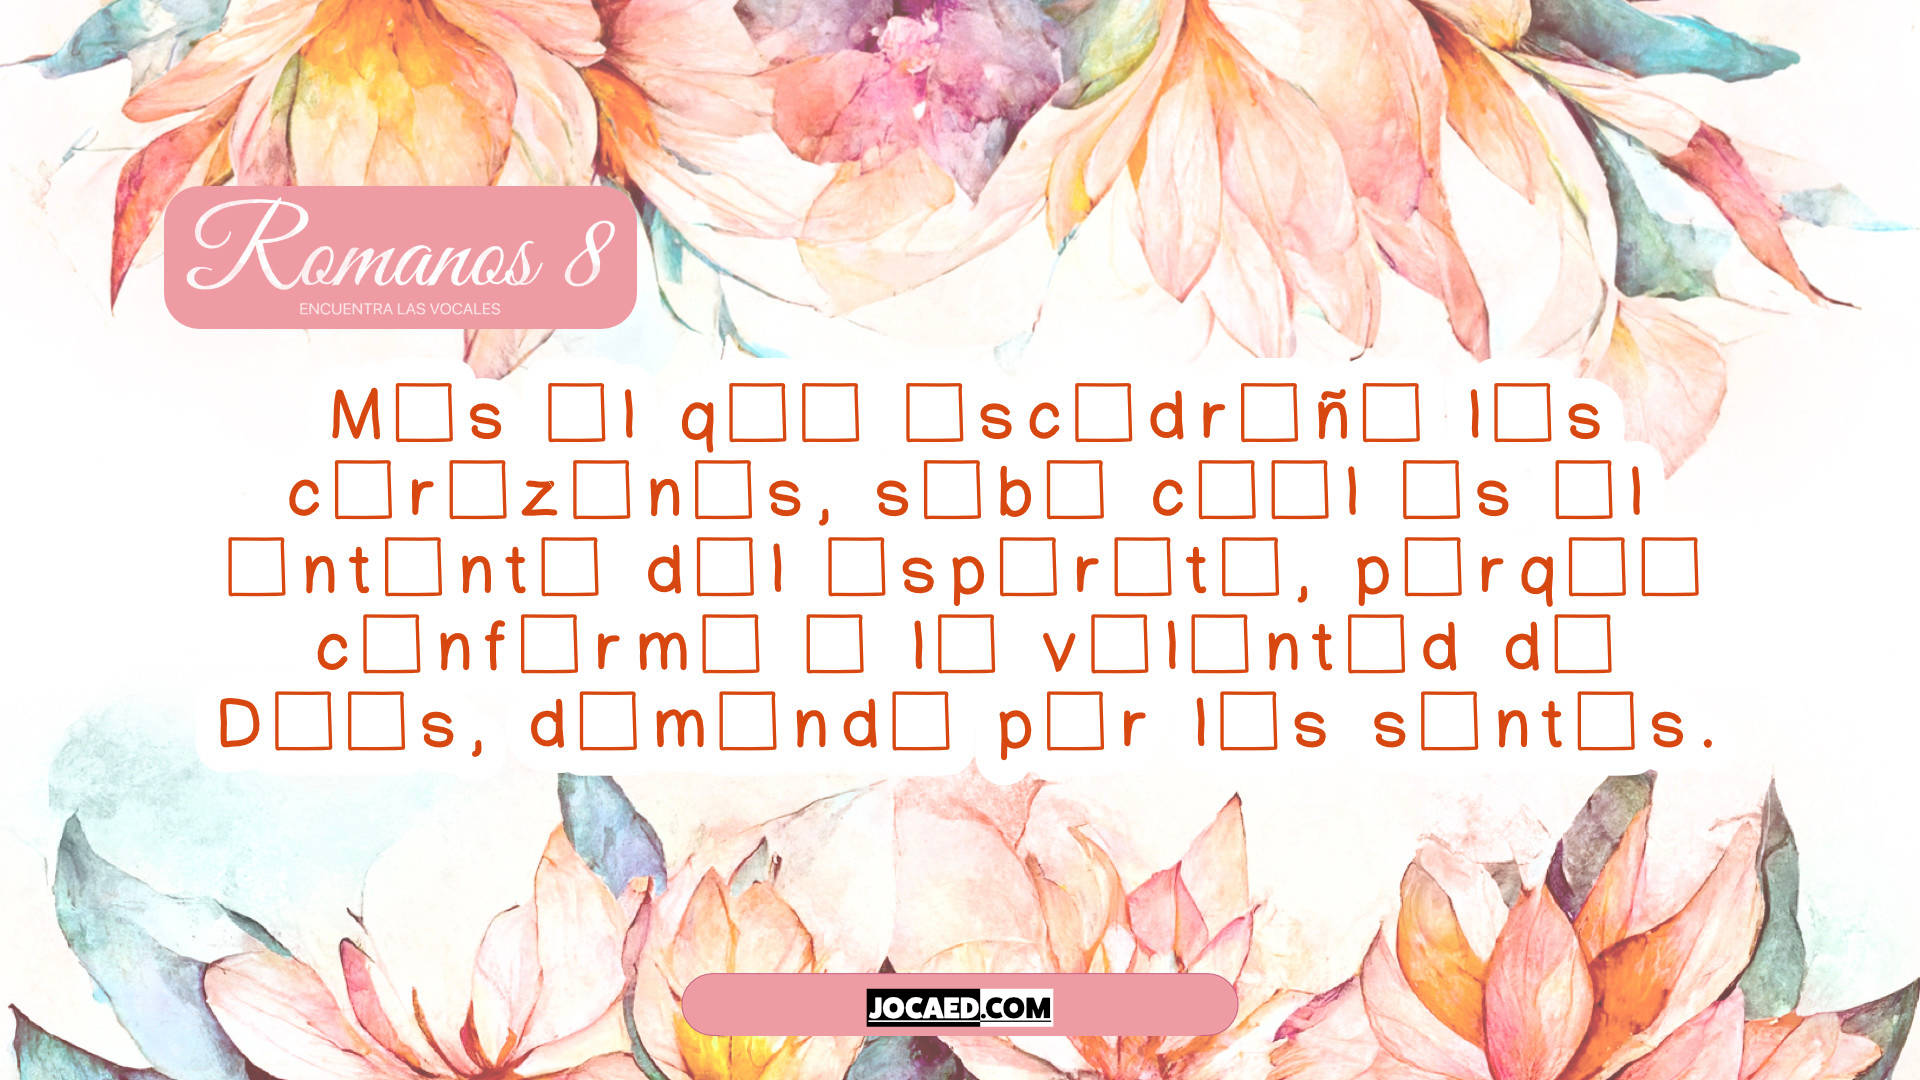 Romanos 8
ENCUENTRA LAS VOCALES
M□s □l q□□ □sc□dr□ñ□ l□s
c□r□z□n□s, s□b□ c□□l □s □l
□nt□nt□ d□l □sp□r□t□, p□rq□□
c□nf□rm□ □ l□ v□l□nt□d d□
D□□s, d□m□nd□ p□r l□s s□nt□s.
JOCAED.COM